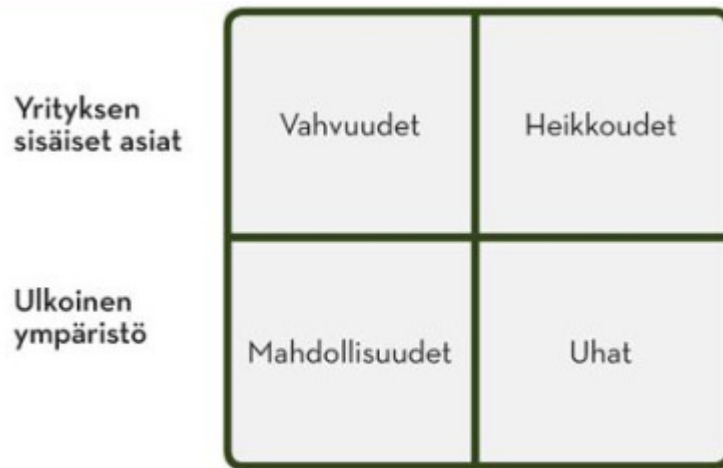 Yrityksen
sisäiset asiat
Vahvuudet
Heikkoudet
Ulkoinen
ympäristö
Mahdollisuudet
Uhat